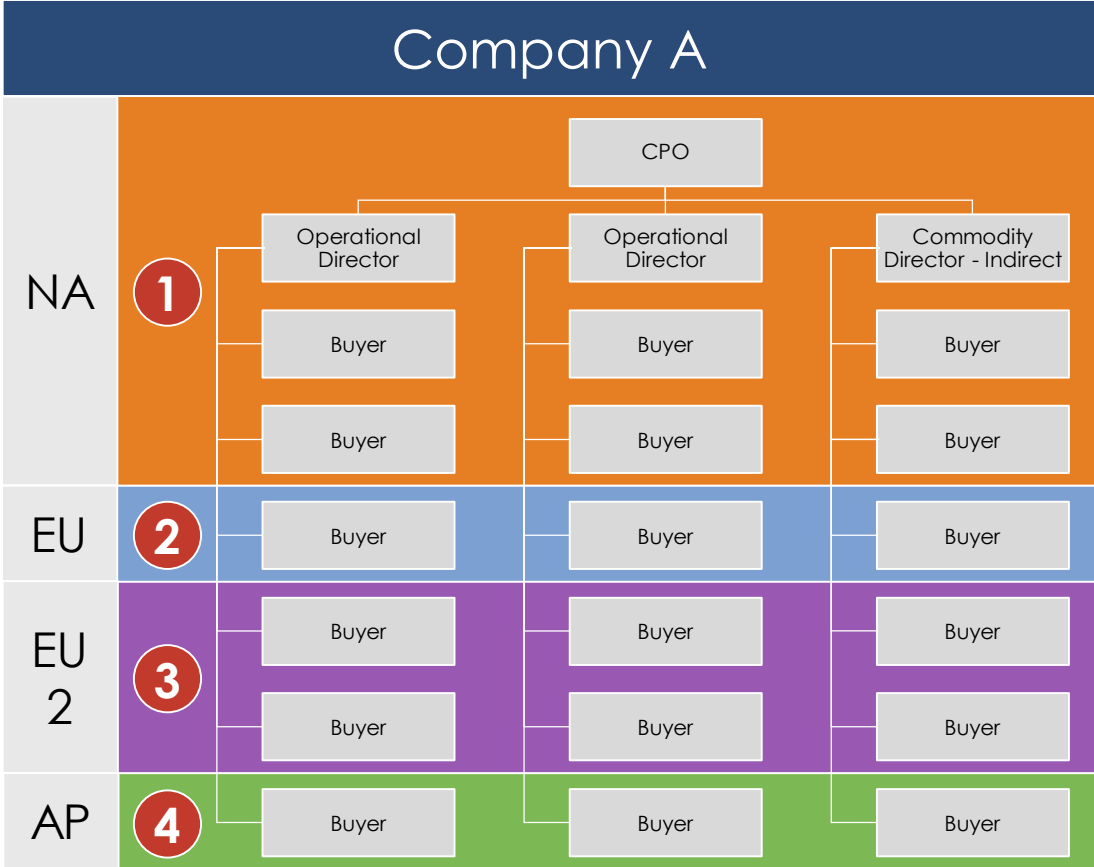 Company A
CPO
Operational
Director
Operational
Director
Commodity
Director - Indirect
NA
1
Buyer
Buyer
Buyer
Buyer
Buyer
Buyer
EU
2
Buyer
Buyer
Buyer
EU
2
3
Buyer
Buyer
Buyer
Buyer
Buyer
Buyer
AP
4
Buyer
Buyer
Buyer